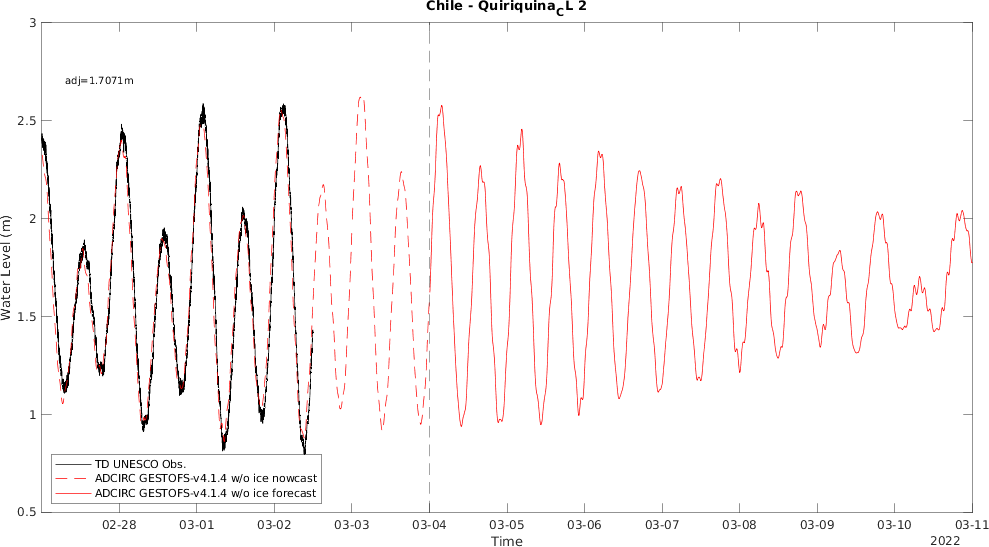 Chile - Quiriquina_CL 2
adj=1.7071m
Water Level (m)
3
2.5
2
1.5
1
0.5
TD UNESCO Obs.
ADCIRC GESTOFS-v4.1.4 w/o ice nowcast
ADCIRC GESTOFS-v4.1.4 w/o ice forecast
02-28 03-01 03-02 03-03 03-04 03-05 03-06 03-07 03-08 03-09 03-10 03-11
Time
2022